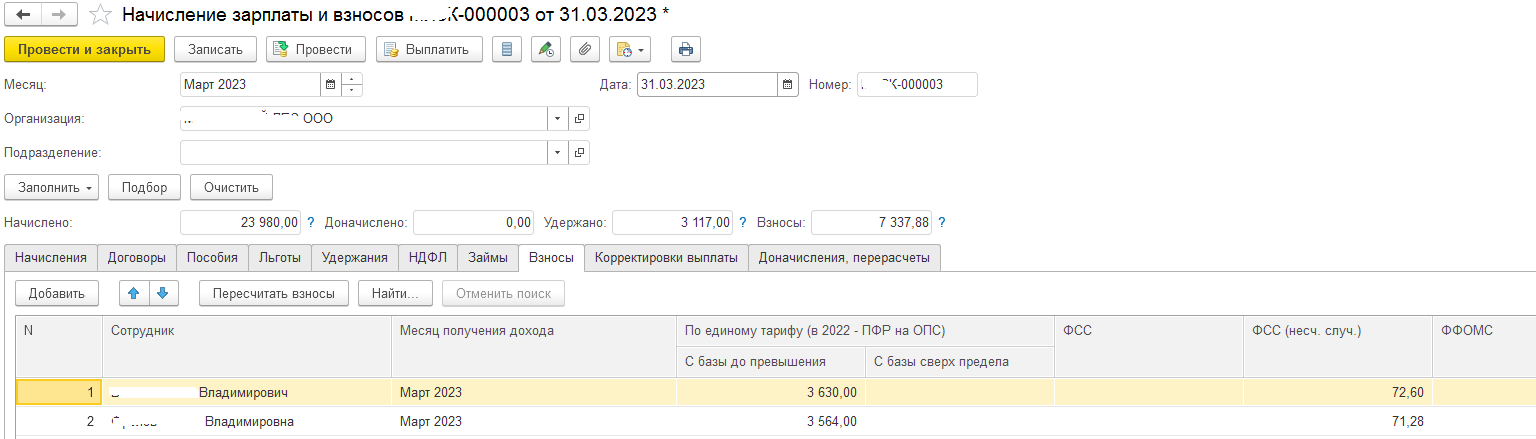 Начисление зарплаты и взносов К-000003 от 31.03.2023 *
Провести и закрыть Записать Провести Выплатить
Месяц: Март 2023 Дата: 31.03.2023 Номер: К-000003
Организация: ООО
Подразделение:
Заполнить Подбор Очистить
Начислено: 23 980,00 ? Доначислено: 0,00 Удержано: 3 117,00 ? Взносы: 7 337,88 ?
Начисления Договоры Пособия Льготы Удержания НДФЛ Займы Взносы Корректировки выплаты Доначисления, перерасчеты
Добавить Пересчитать взносы Найти... Отменить поиск
N Сотрудник Месяц получения дохода По единому тарифу (в 2022 - ПФР на ОПС) ФСС ФСС (несч. случ.) ФФОМС
С базы до превышения С базы сверх предела
1 Владимирович Март 2023 3 630,00 72,60
2 Владимировна Март 2023 3 564,00 71,28